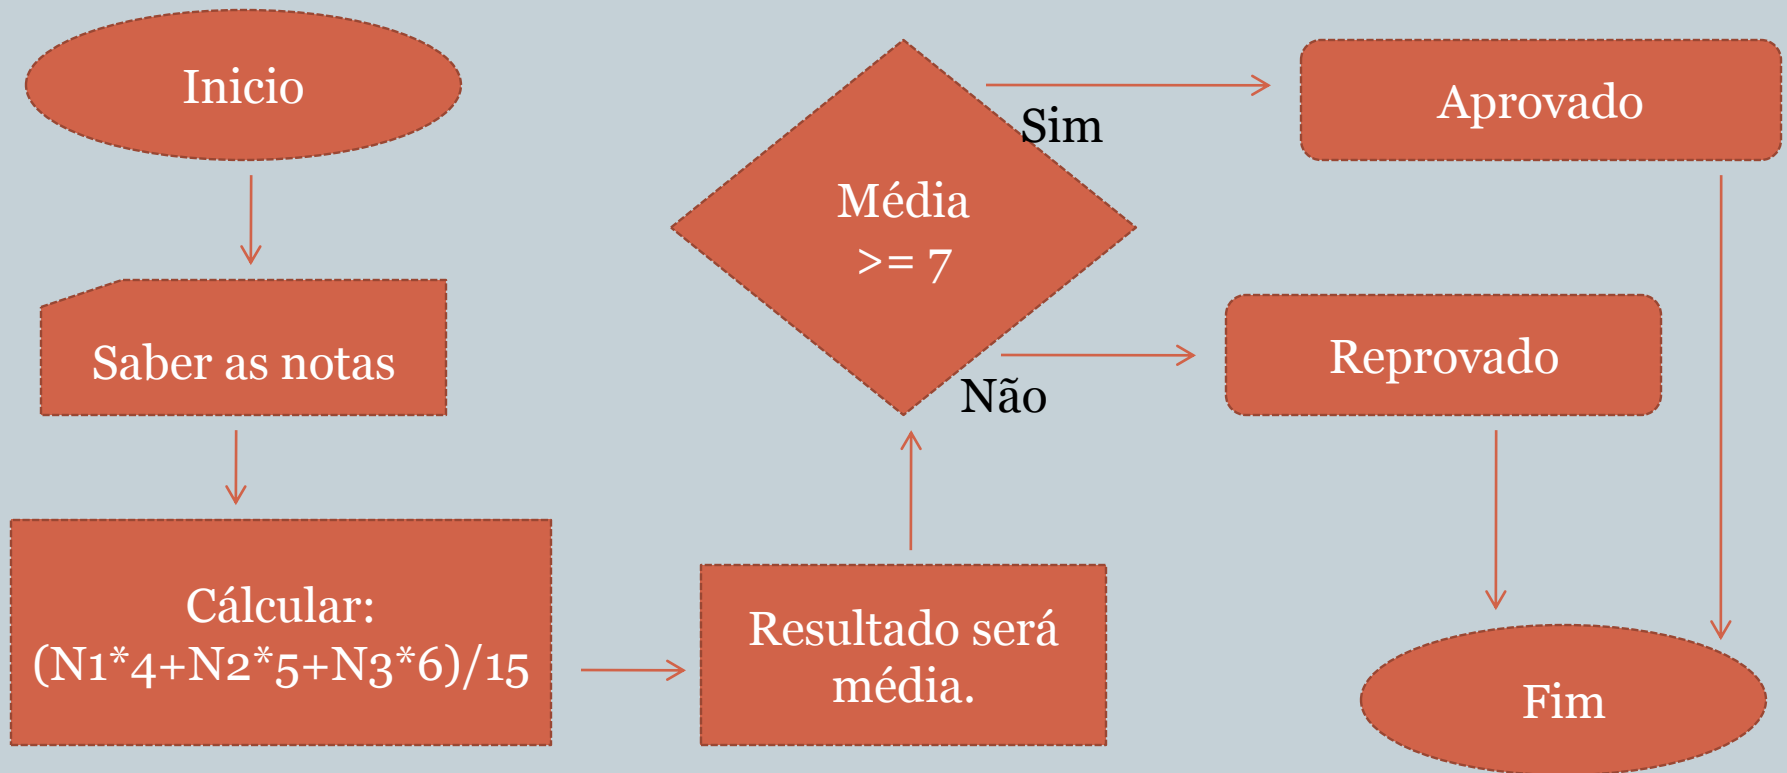 Inicio
Saber as notas
Cálcular:
(N1*4+N2*5+N3*6)/15
Resultado será
média.
Média
>= 7
Sim
Aprovado
Não
Reprovado
Fim